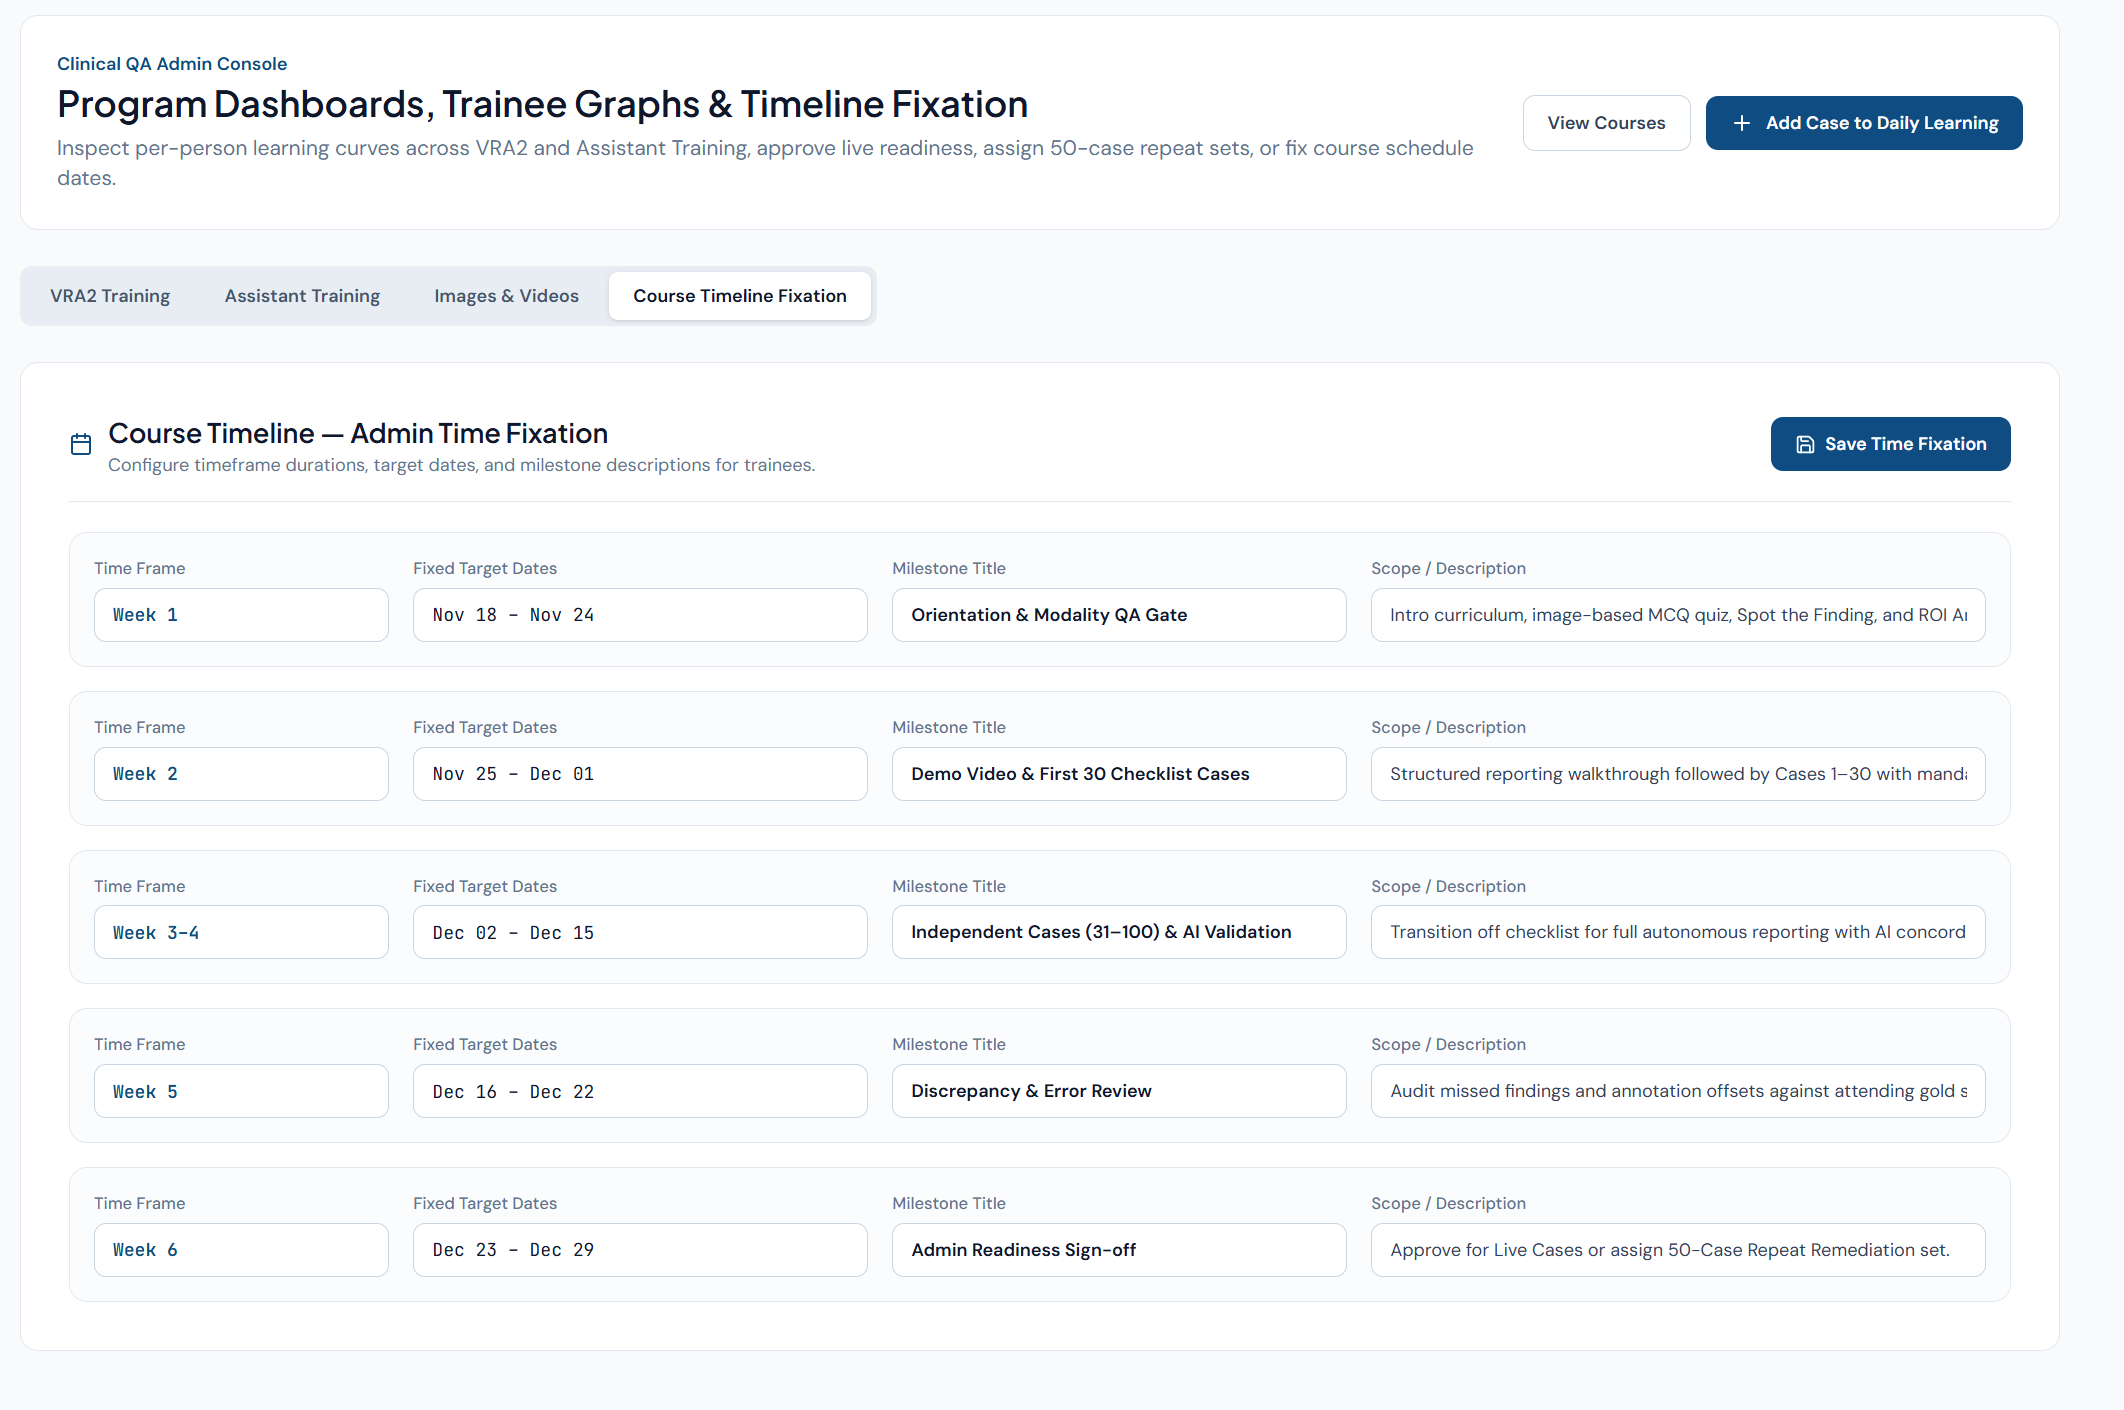 Clinical QA Admin Console
Program Dashboards, Trainee Graphs & Timeline Fixation
Inspect per-person learning curves across VRA2 and Assistant Training, approve live readiness, assign 50-case repeat sets, or fix course schedule
dates.
View Courses
+ Add Case to Daily Learning
VRA2 Training
Assistant Training
Images & Videos
Course Timeline Fixation
Course Timeline — Admin Time Fixation
Configure timeframe durations, target dates, and milestone descriptions for trainees.
Save Time Fixation
Time Frame
Fixed Target Dates
Milestone Title
Scope / Description
Week 1
Nov 18 – Nov 24
Orientation & Modality QA Gate
Intro curriculum, image-based MCQ quiz, Spot the Finding, and ROI
Time Frame
Fixed Target Dates
Milestone Title
Scope / Description
Week 2
Nov 25 – Dec 01
Demo Video & First 30 Checklist Cases
Structured reporting walkthrough followed by Cases 1–30 with
Time Frame
Fixed Target Dates
Milestone Title
Scope / Description
Week 3–4
Dec 02 – Dec 15
Independent Cases (31–100) & AI Validation
Transition off checklist for full autonomous reporting with AI concord
Time Frame
Fixed Target Dates
Milestone Title
Scope / Description
Week 5
Dec 16 – Dec 22
Discrepancy & Error Review
Audit missed findings and annotation offsets against attending gold s
Time Frame
Fixed Target Dates
Milestone Title
Scope / Description
Week 6
Dec 23 – Dec 29
Admin Readiness Sign-off
Approve for Live Cases or assign 50-Case Repeat Remediation set.